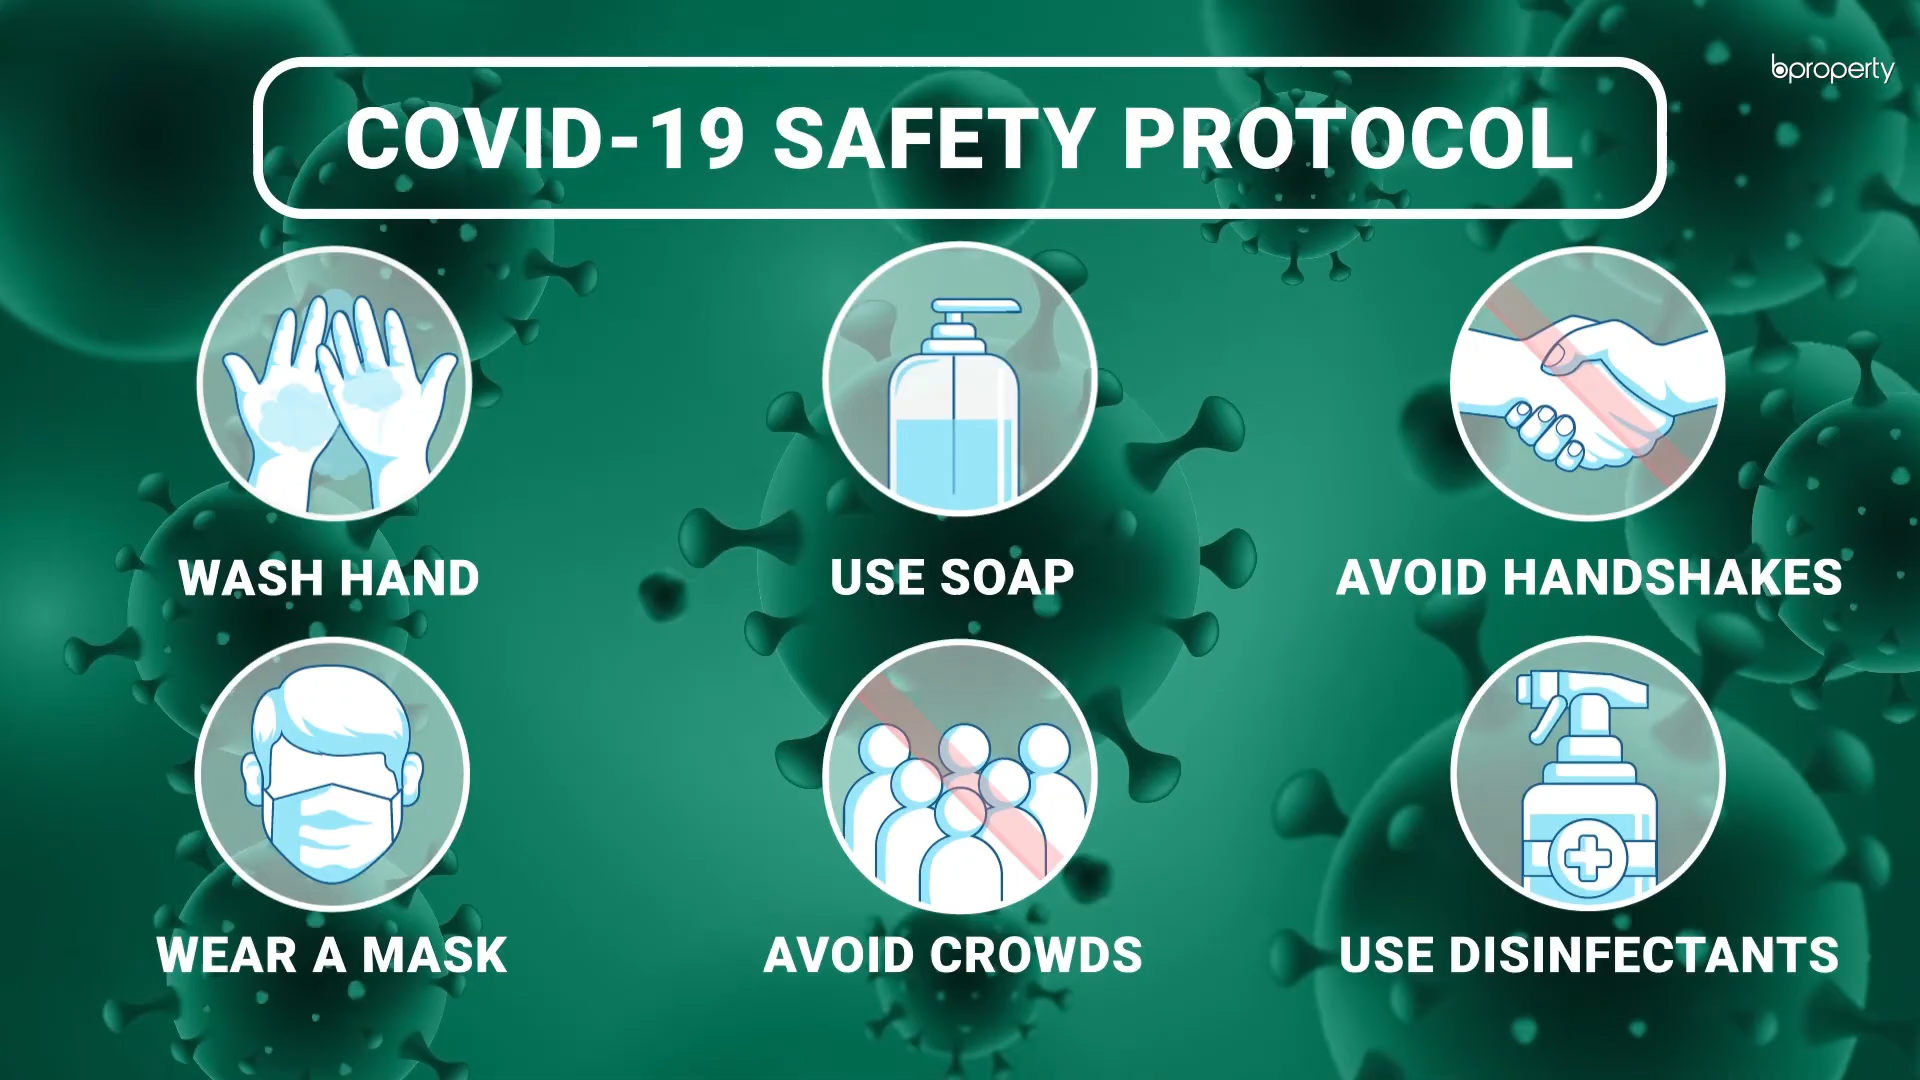 bproperty
COVID-19 SAFETY PROTOCOL
WASH HAND
USE SOAP
AVOID HANDSHAKES
WEAR A MASK
AVOID CROWDS
USE DISINFECTANTS